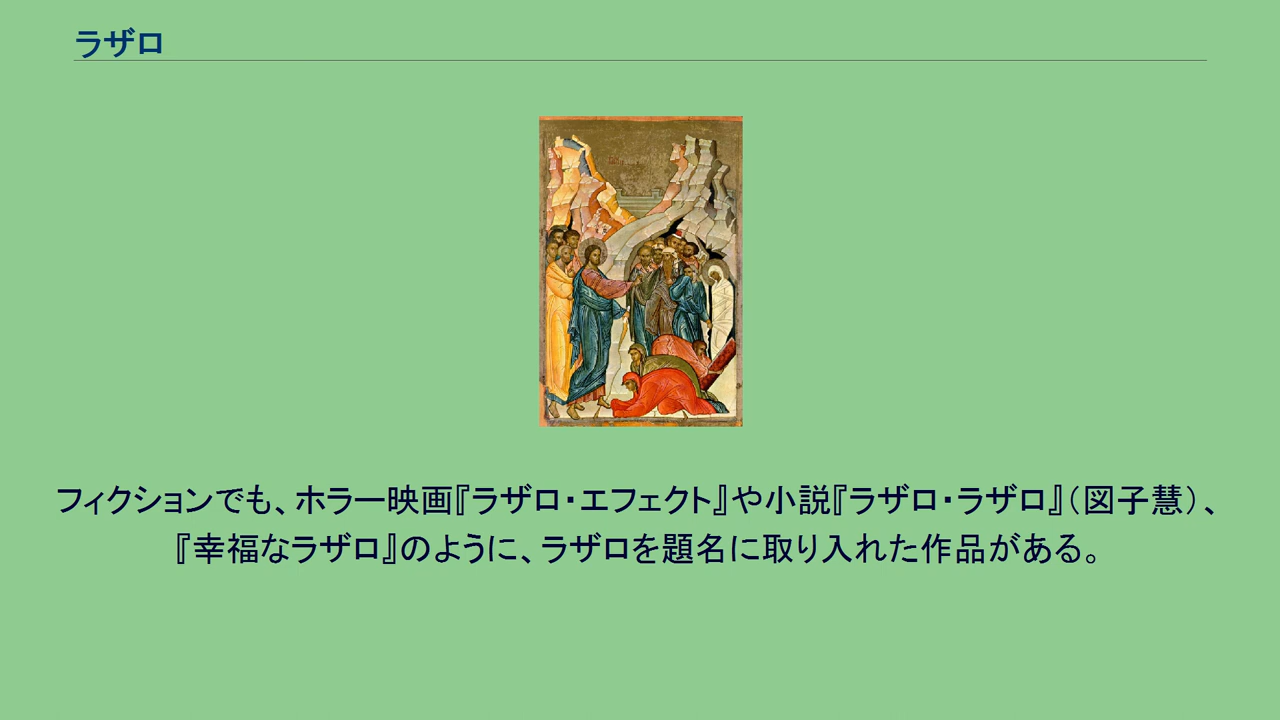 ラザロ
フィクションでも、ホラー映画『ラザロ・エフェクト』や小説『ラザロ・ラザロ』（図子慧）、
『幸福なラザロ』のように、ラザロを題名に取り入れた作品がある。